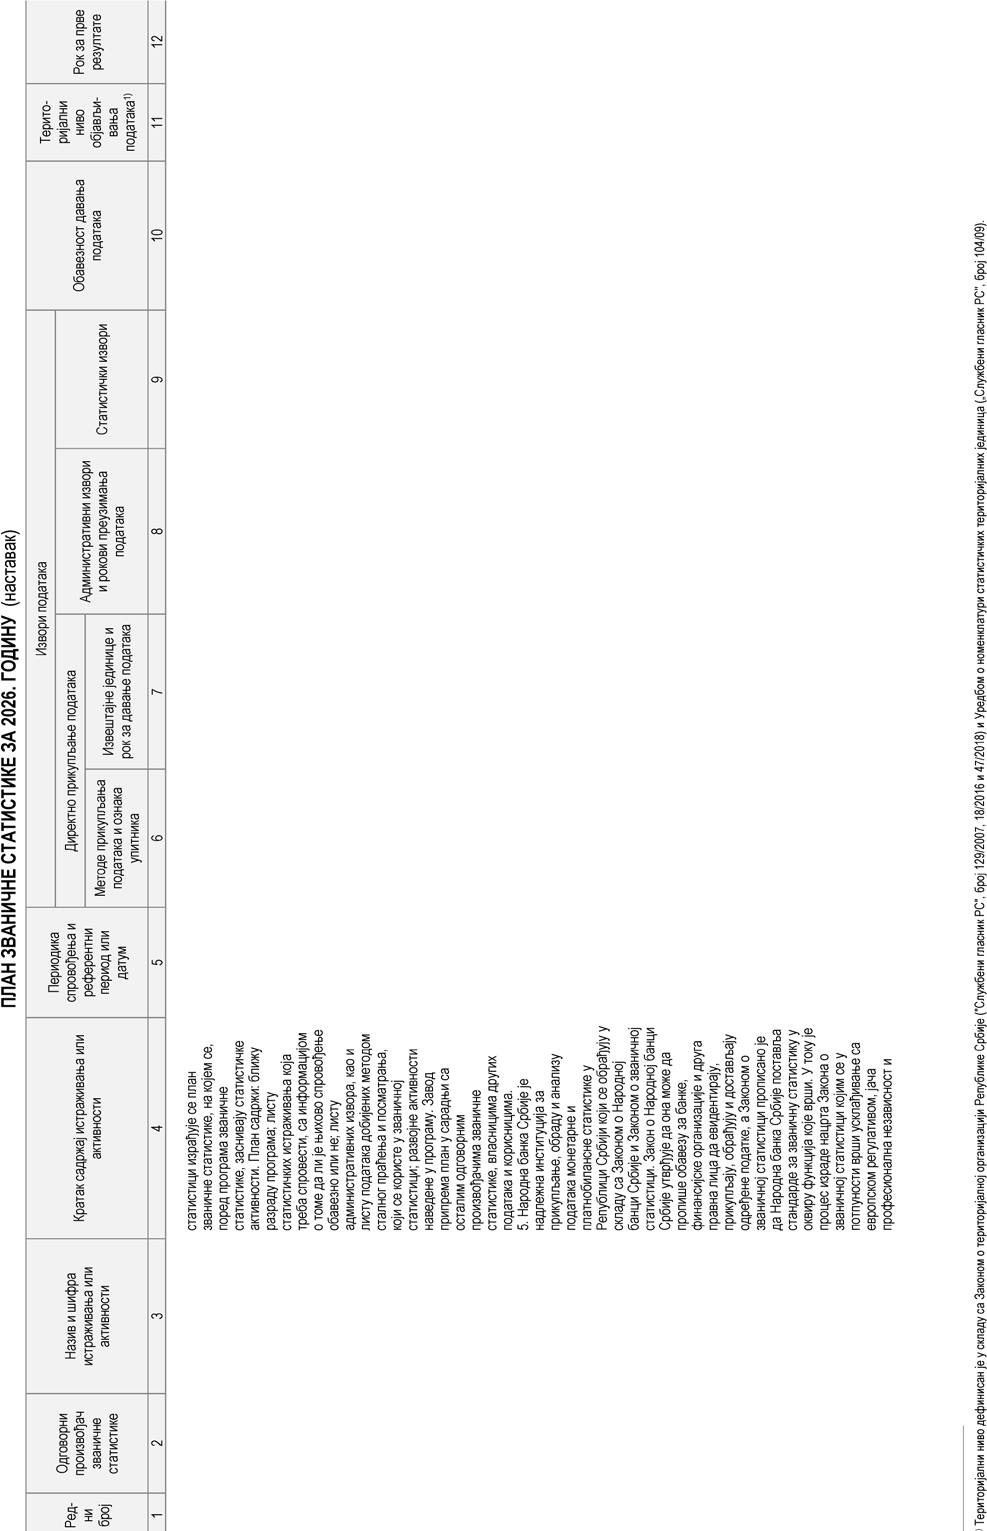 ПЛАН ЗВАНИЧНЕ СТАТИСТИКЕ ЗА 2026. ГОДИНУ (наставак)
Ред-
ни
број
Одговорни
произвођач
званичне
статистике
Назив и шифра
истраживања или
активности
Кратак садржај истраживања или
активности
Периодика
спровођења и
референтни
период или
датум
Извори података
Директно прикупљање података
Методе прикупљања
података и ознака
упитника
Извештајне јединице и
рок за давање података
Административни извори
и рокови преузимања
података
Статистички извори
Обавезност давања
података
Терито-
ријални
ниво
објављи-
вања
података1)
Рок за прве
резултате
1 2 3 4 5 6 7 8 9 10 11 12
статистици израђује се план
званичне статистике, на којем се,
поред програма званичне
статистике, заснивају статистичке
активности. План садржи: ближу
разраду програма; листу
статистичких истраживања која
треба спровести, са информацијом
о томе да ли је њихово спровођење
обавезно или не; листу
административних извора, као и
листу података добијених методом
сталног праћења и посматрања,
који се користе у званичној
статистици; развојне активности
наведене у програму. Завод
припрема план у сарадњи са
осталим одговорним
произвођачима званичне
статистике, власницима других
података и корисницима.
5. Народна банка Србије је
надлежна институција за
прикупљање, обраду и анализу
података монетарне и
платнобилансне статистике у
Републици Србији који се обрађују у
складу са Законом о Народној
банци Србије и Законом о званичној
статистици. Закон о Народној банци
Србије утврђује да она може да
пропише обавезу за банке,
финансијске организације и друга
правна лица да евидентирају,
прикупљају, обрађују и достављају
одређене податке, а Законом о
званичној статистици прописано је
да Народна банка Србије поставља
стандарде за званичну статистику у
оквиру функција које врши. У току је
процес израде нацрта Закона о
званичној статистици којим се у
потпуности врши усклађивање са
европском регулативом, јача
професионална независност и
1) Територијални ниво дефинисан је у складу са Законом о територијалној организацији Републике Србије ("Службени гласник РС", број 129/2007, 18/2016 и 47/2018) и Уредбом о номенклатури статистичких територијалних јединица („Службени гласник РС", број 104/09).